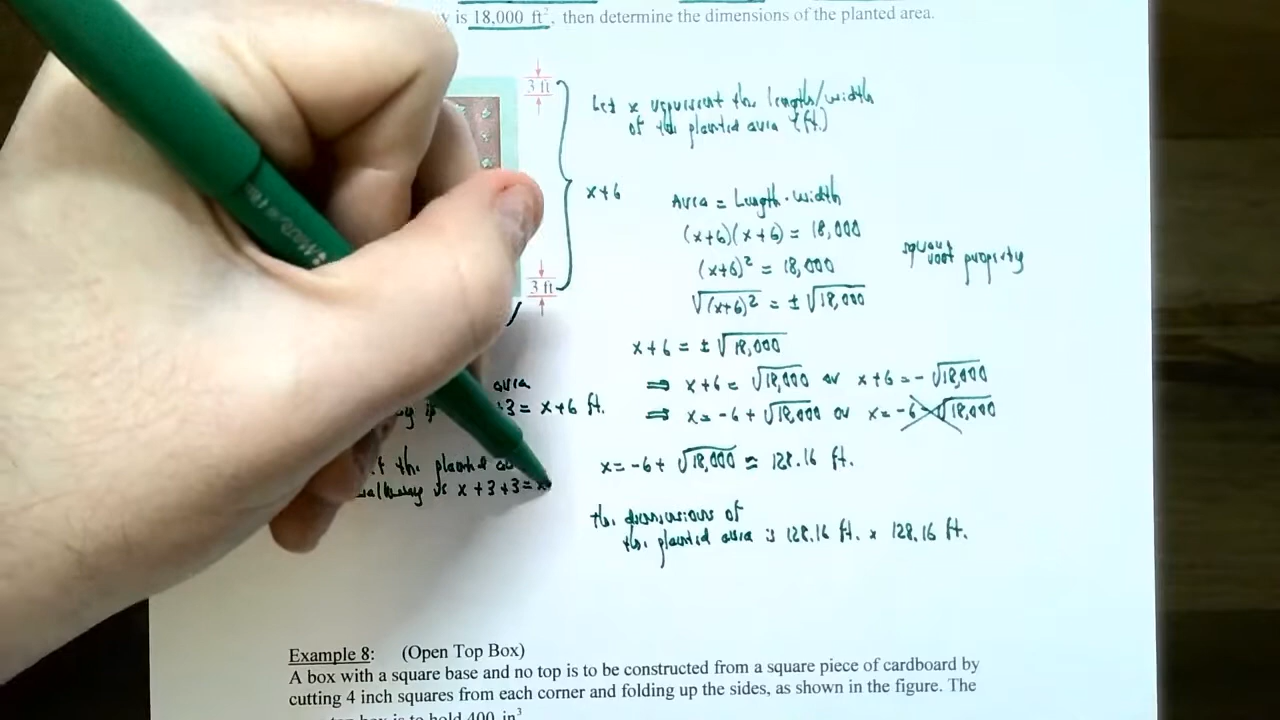 is 18,000 ft², then determine the dimensions of the planted area.
3 ft
Let x represent the length/width
of the planted area (ft.)
x+6
Area = Length · width
(x+6)(x+6) = 18,000
(x+6)² = 18,000
square root property
3 ft
√(x+6)² = ± √18,000
x+6 = ± √18,000
⇒ x+6 = √18,000 or x+6 = - √18,000
area
+3 = x+6 ft.
⇒ x = -6 + √18,000 or x = -6 - √18,000
x = -6 + √18,000 ≈ 128.16 ft.
the planted
is x+3+3 = x
the dimensions of
the planted area is 128.16 ft. x 128.16 ft.
Example 8: (Open Top Box)
A box with a square base and no top is to be constructed from a square piece of cardboard by
cutting 4 inch squares from each corner and folding up the sides, as shown in the figure. The
box is to hold 400 in³